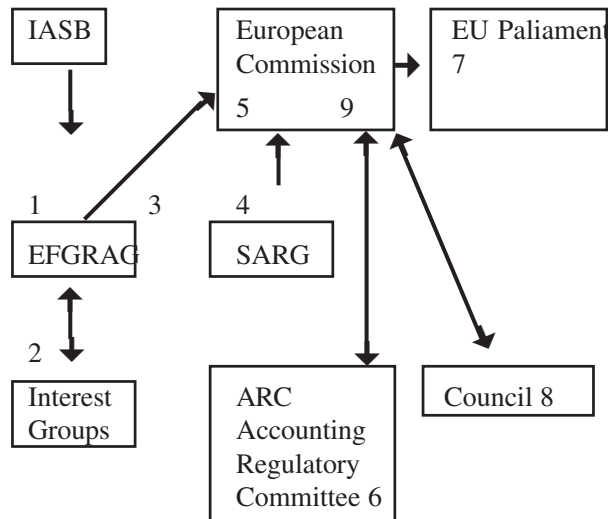 IASB
European
Commission
5 9
EU Paliament
7
1 3 4
EFGRAG
SARG
2
Interest
Groups
ARC
Accounting
Regulatory
Committee 6
Council 8